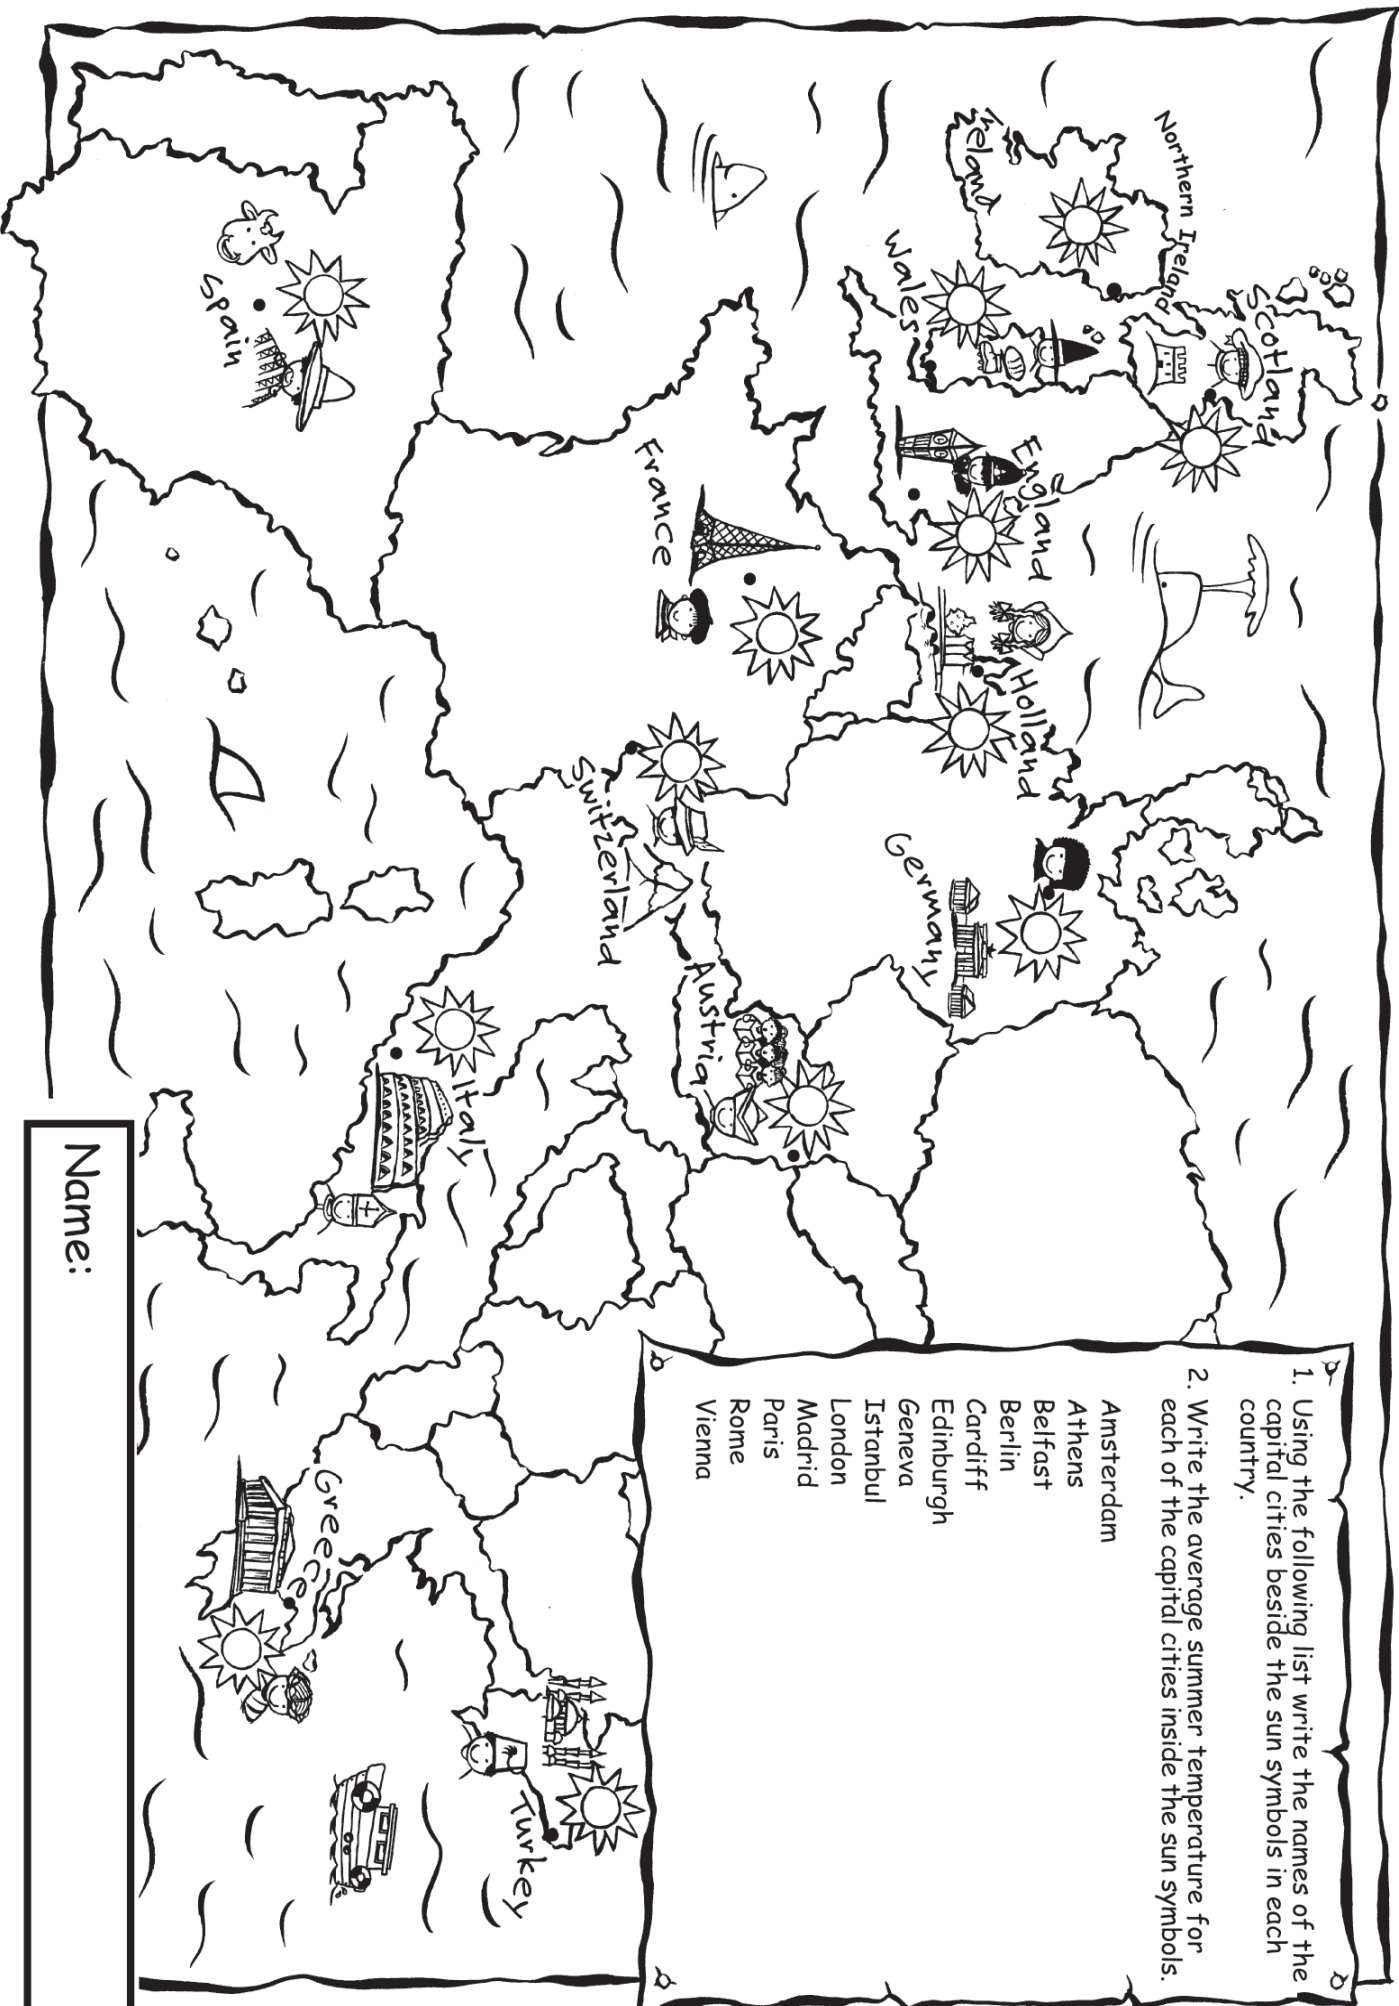 Northern Ireland
Ireland
Scotland
Wales
England
Holland
Germany
France
Switzerland
Austria
Spain
Italy
Greece
Turkey
1. Using the following list write the names of the
capital cities beside the sun symbols in each
country.
2. Write the average summer temperature for
each of the capital cities inside the sun symbols.
Amsterdam
Athens
Belfast
Berlin
Cardiff
Edinburgh
Geneva
Istanbul
London
Madrid
Paris
Rome
Vienna
Name: